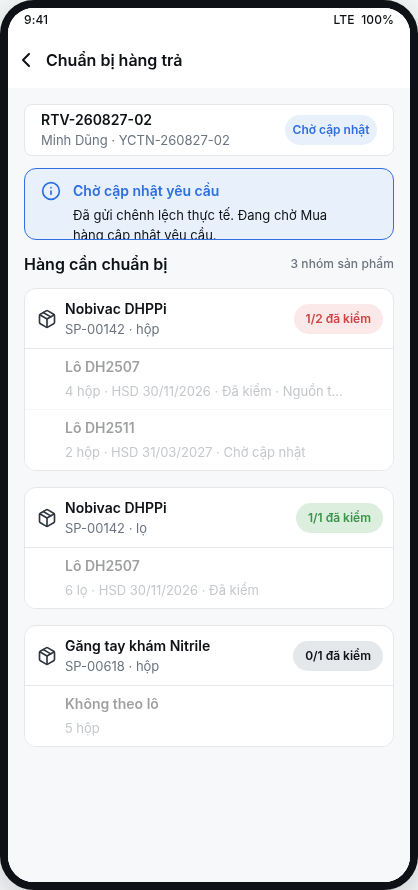 9:41
LTE 100%
Chuẩn bị hàng trả
RTV-260827-02
Minh Dũng · YCTN-260827-02
Chờ cập nhật
Chờ cập nhật yêu cầu
Đã gửi chênh lệch thực tế. Đang chờ Mua
hàng cập nhật yêu cầu.
Hàng cần chuẩn bị
3 nhóm sản phẩm
Nobivac DHPPi
SP-00142 · hộp
1/2 đã kiểm
Lô DH2507
4 hộp · HSD 30/11/2026 · Đã kiểm · Nguồn t...
Lô DH2511
2 hộp · HSD 31/03/2027 · Chờ cập nhật
Nobivac DHPPi
SP-00142 · lọ
1/1 đã kiểm
Lô DH2507
6 lọ · HSD 30/11/2026 · Đã kiểm
Găng tay khám Nitrile
SP-00618 · hộp
0/1 đã kiểm
Không theo lô
5 hộp